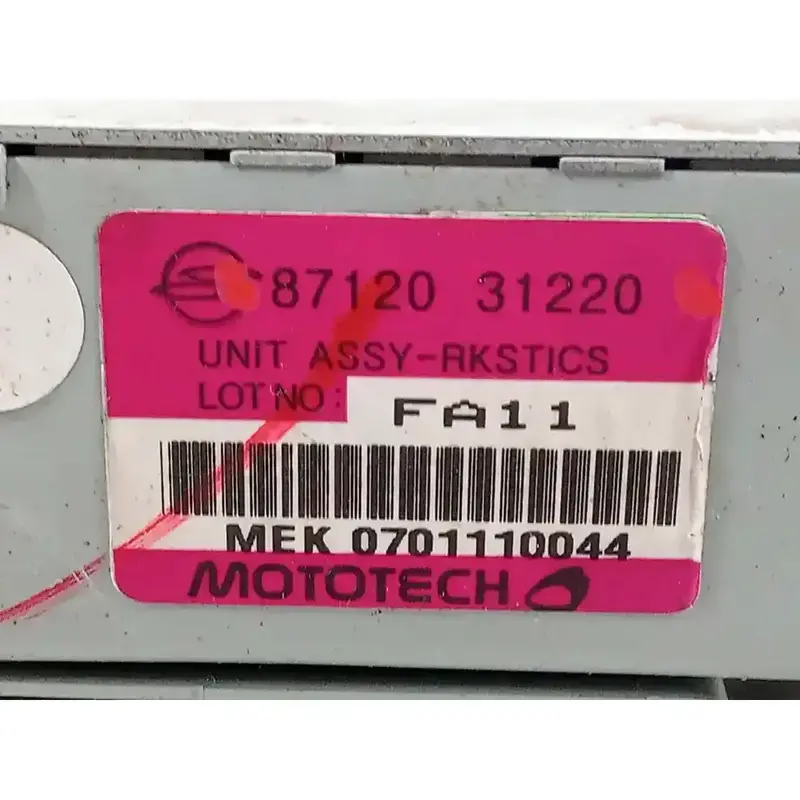 87120 31220
UNIT ASSY-RKSTICS
LOT NO: FA11
MEK 0701110044
MOTOTECH